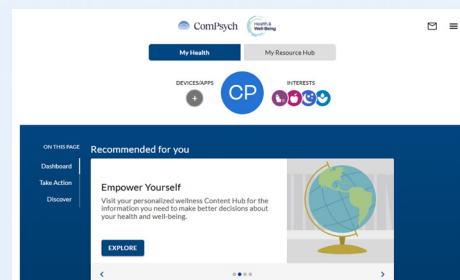 ComPsych
Health &
Well-Being
My Health
My Resource Hub
DEVICES/APPS
CP
INTERESTS
ON THIS PAGE
Dashboard
Take Action
Discover
Recommended for you
Empower Yourself
Visit your personalized wellness Content Hub for the
information you need to make better decisions about
your health and well-being.
EXPLORE